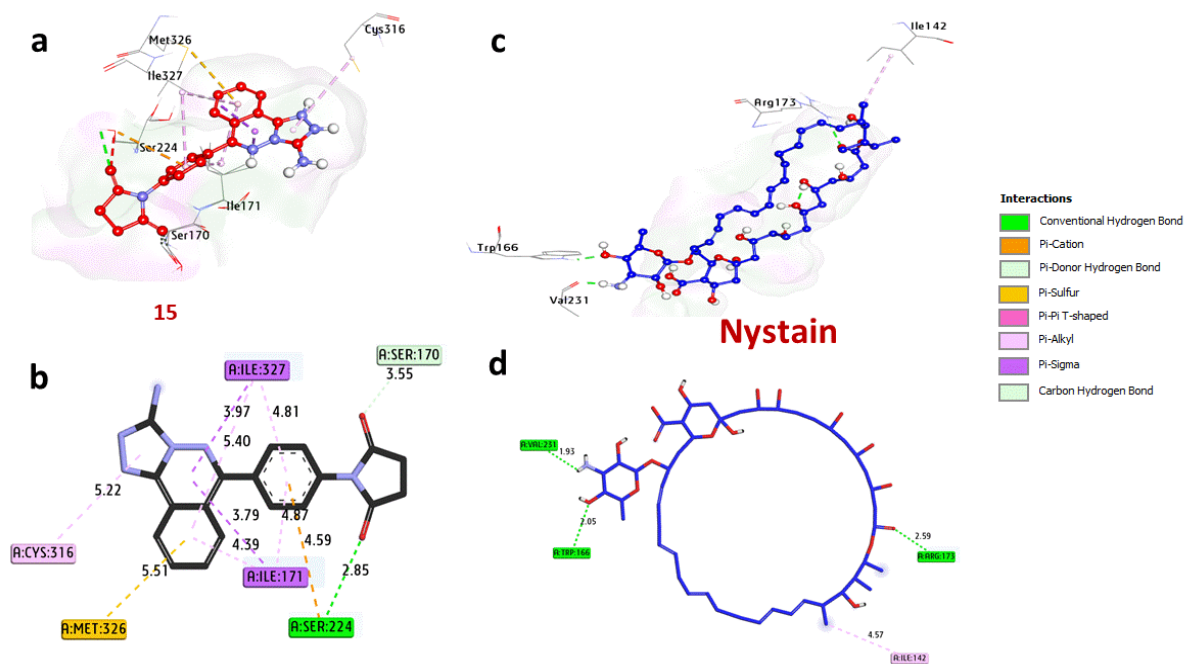 a
Met326
Cys316
Ile327
Ser224
Ile171
Ser170
15
c
Ile142
Arg173
Trp166
Val231
Nystain
Interactions
Conventional Hydrogen Bond
Pi-Cation
Pi-Donor Hydrogen Bond
Pi-Sulfur
Pi-Pi T-shaped
Pi-Alkyl
Pi-Sigma
Carbon Hydrogen Bond
b
A:SER:170
3.55
A:ILE:327
3.97
4.81
5.40
5.22
3.79
4.87
4.39
4.59
5.51
2.85
A:CYS:316
A:ILE:171
A:MET:326
A:SER:224
d
A:VAL:231
1.93
2.05
A:TRP:166
2.59
A:ARG:173
4.57
A:ILE:142